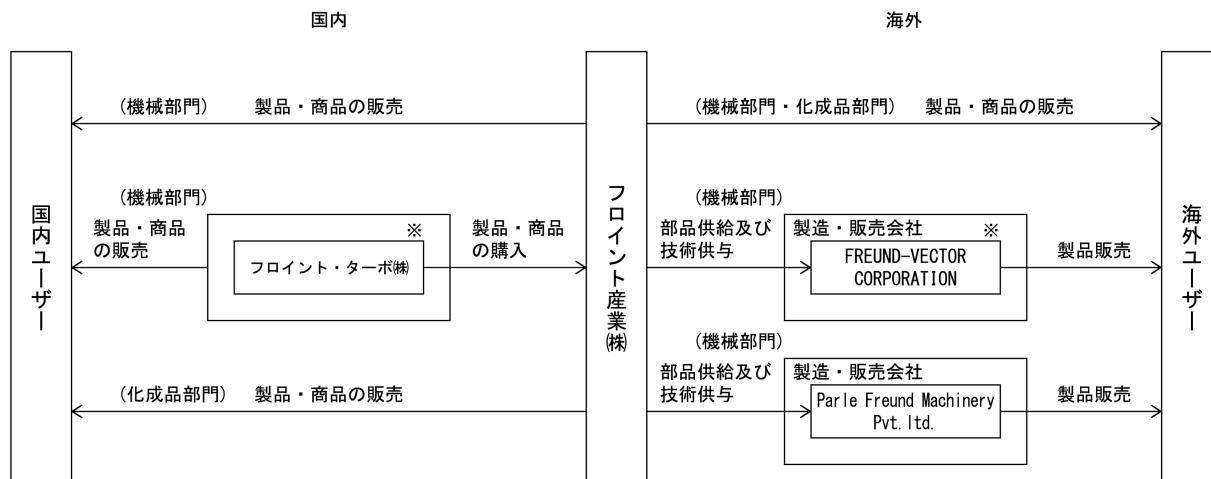 国内
海外
(機械部門) 製品・商品の販売
(機械部門・化成品部門) 製品・商品の販売
国内ユーザー
(機械部門)
製品・商品
の販売
※
フロイント・ターボ㈱
製品・商品
の購入
フロイント産業㈱
(機械部門)
部品供給及び
技術供与
製造・販売会社
※
FREUND-VECTOR
CORPORATION
製品販売
海外ユーザー
(機械部門)
部品供給及び
技術供与
製造・販売会社
Parle Freund Machinery
Pvt.ltd.
製品販売
(化成品部門) 製品・商品の販売